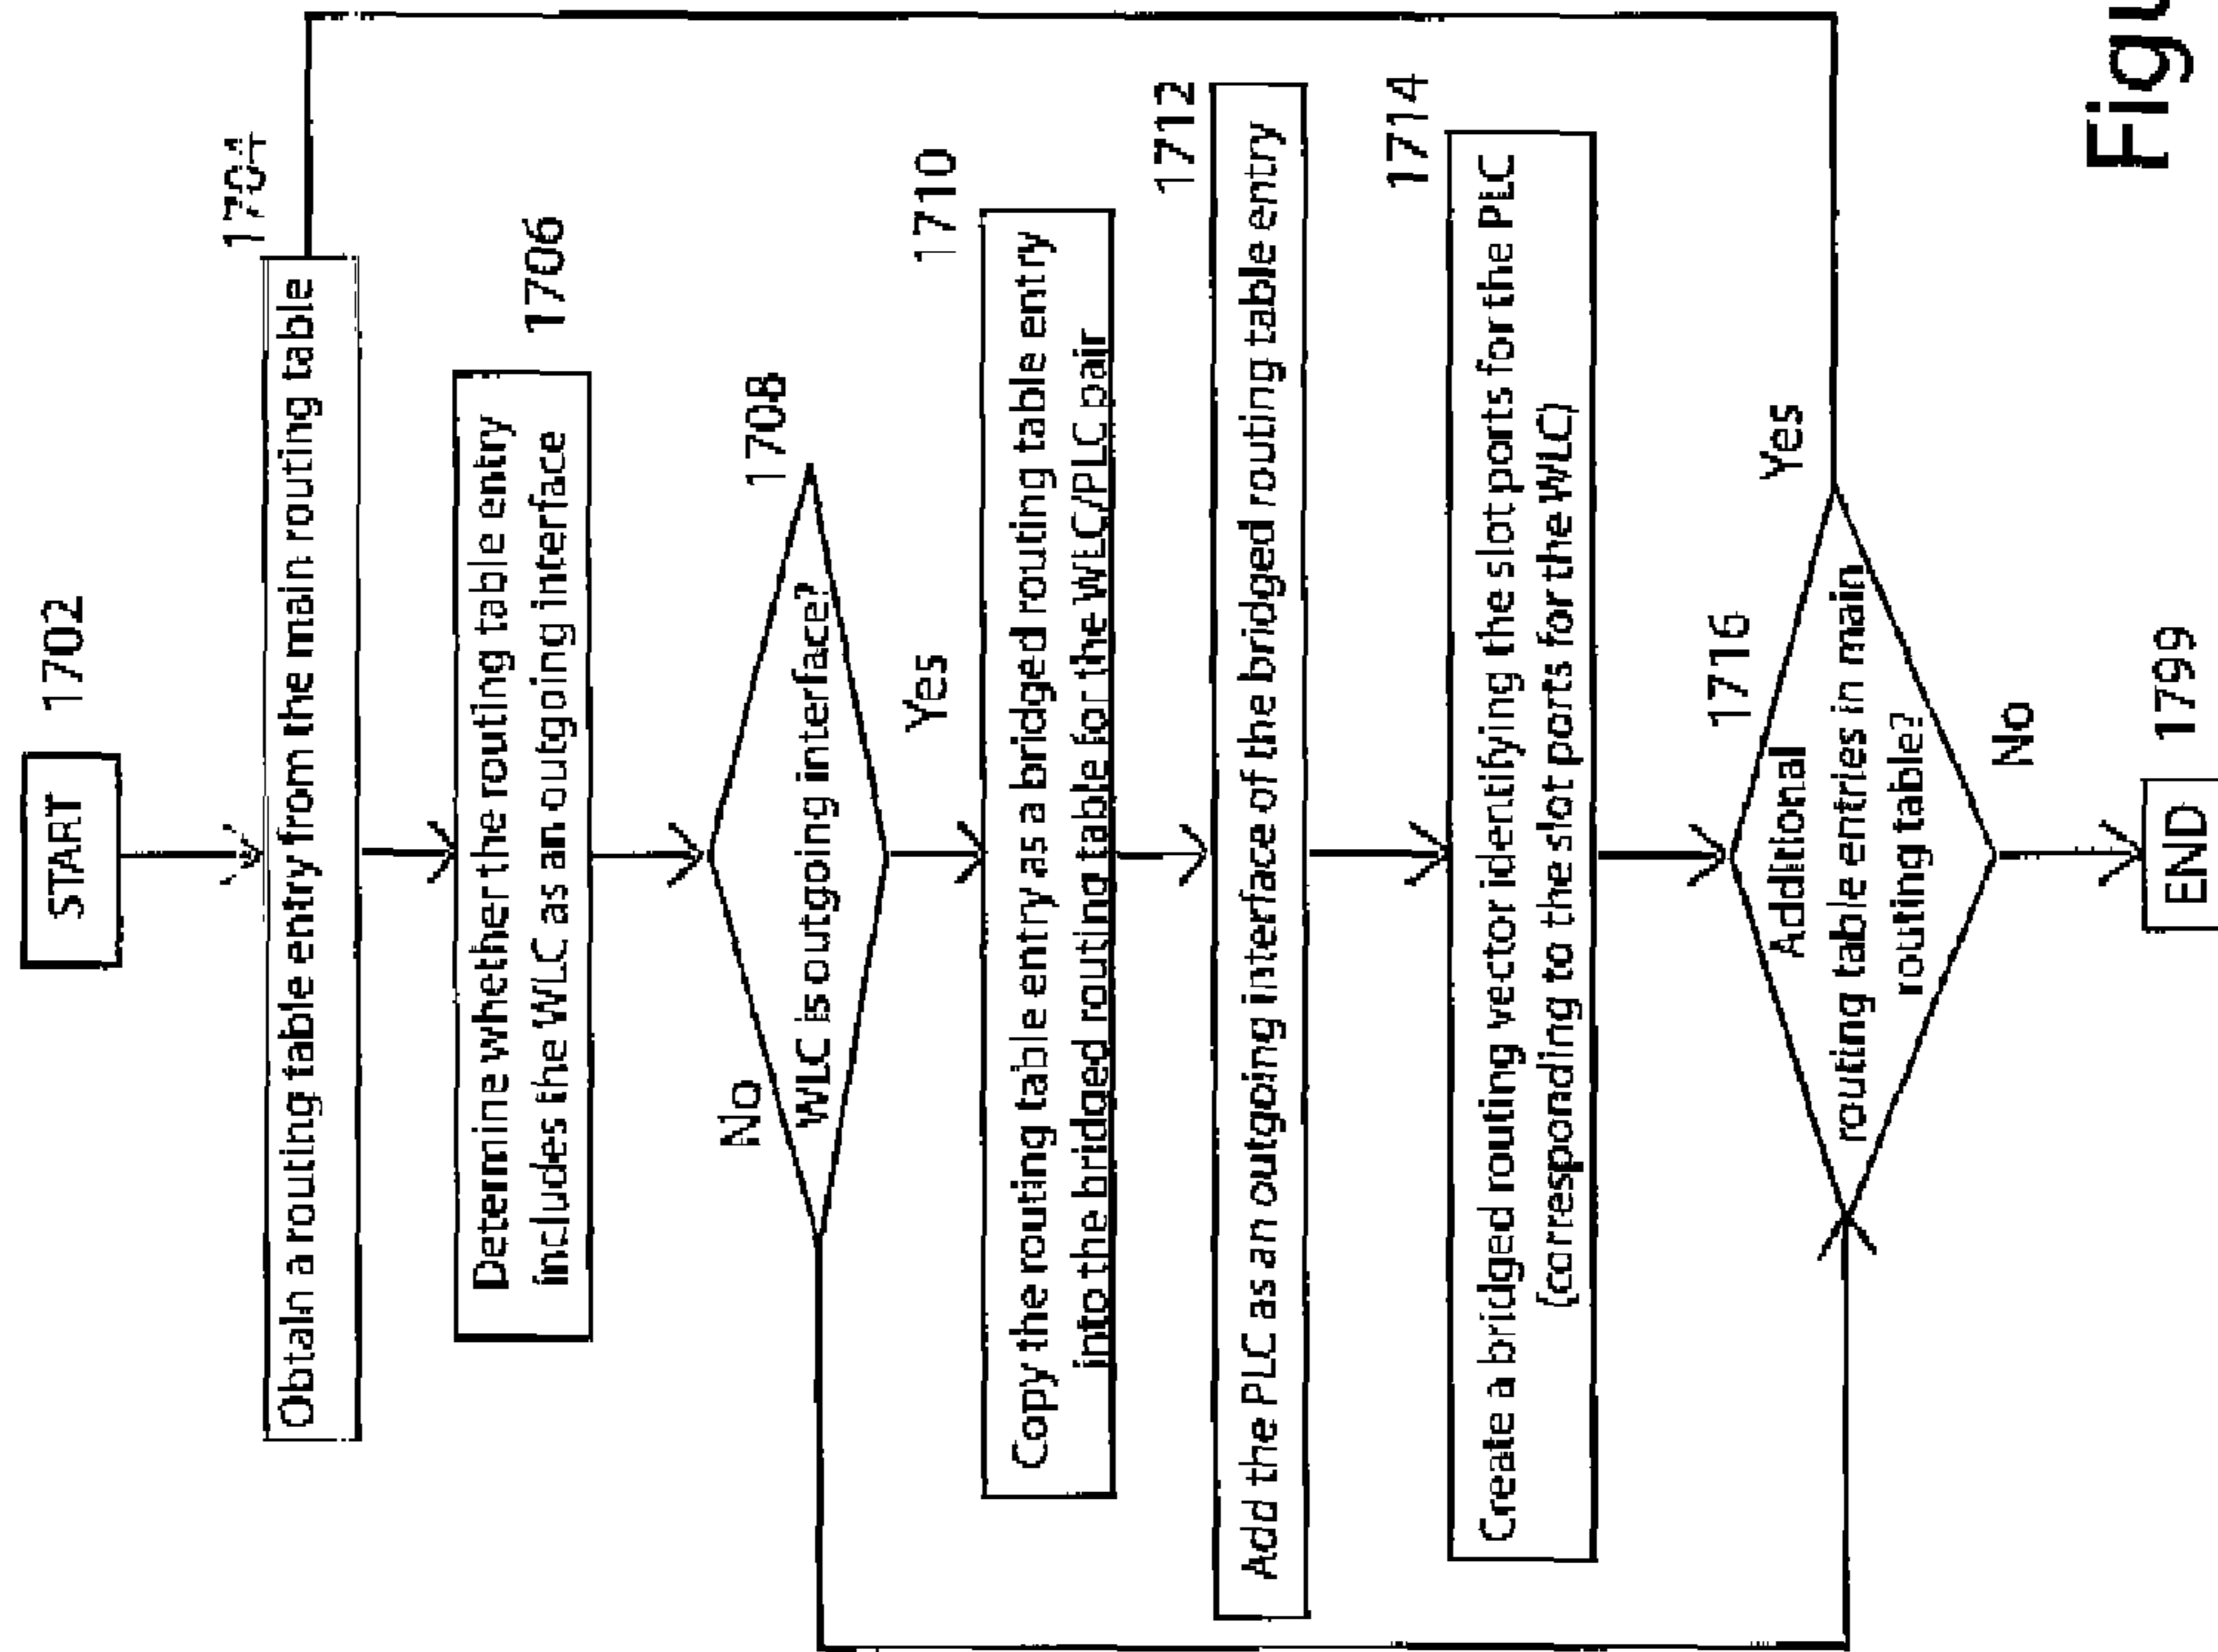 START
1702
1704
Obtain a routing table entry from the main routing table
1706
Determine whether the routing table entry
includes the WLC as an outgoing interface
1708
WLC is outgoing interface?
No
Yes
1710
Copy the routing table entry as a bridged routing table entry
into the bridged routing table for the WLC/PLC pair
1712
Add the PLC as an outgoing interface of the bridged routing table entry
1714
Create a bridged routing vector identifying the slot ports for the PLC
(corresponding to the slot ports for the WLC)
1716
Additional
routing table entries in main
routing table?
Yes
No
END
1799